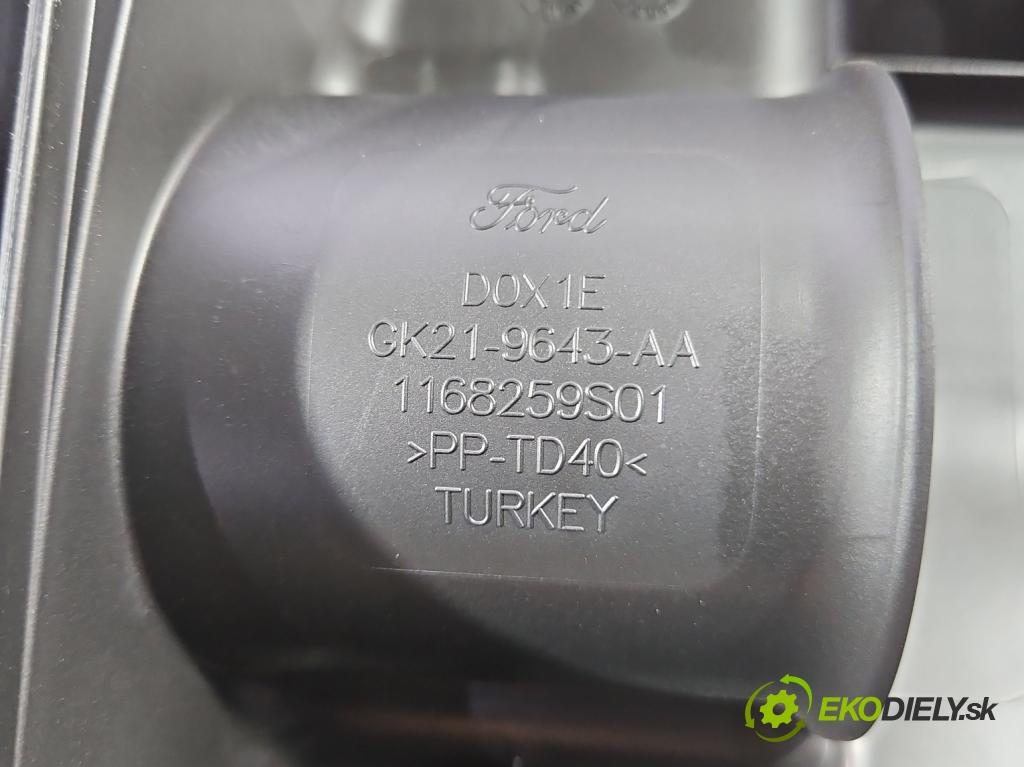 Ford
D0X1E
GK21-9643-AA
1168259S01
>PP-TD40<
TURKEY
EKODIELY.sk